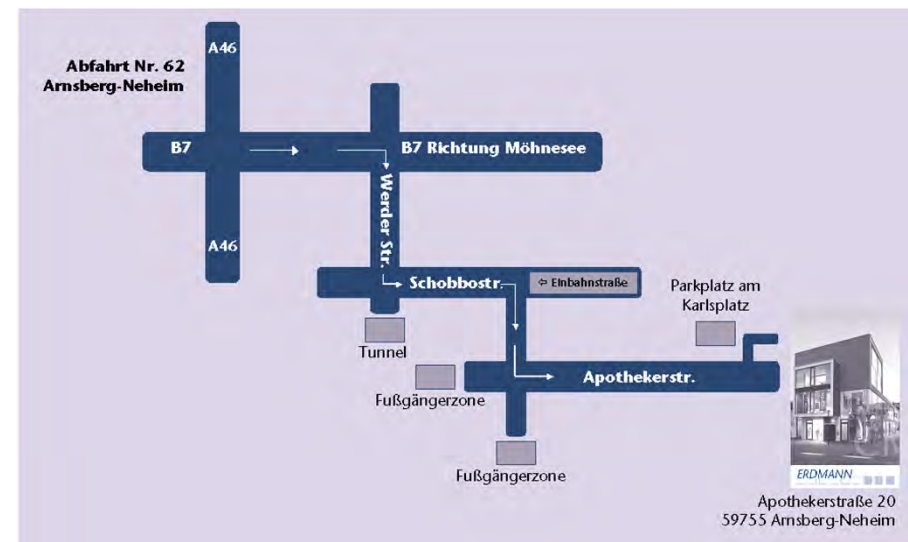 A46
Abfahrt Nr. 62
Arnsberg-Neheim
B7
B7 Richtung Möhnesee
Werder Str.
A46
Schobbostr.
⇦ Einbahnstraße
Parkplatz am
Karlsplatz
Tunnel
Apothekerstr.
Fußgängerzone
Fußgängerzone
ERDMANN
Apothekerstraße 20
59755 Arnsberg-Neheim